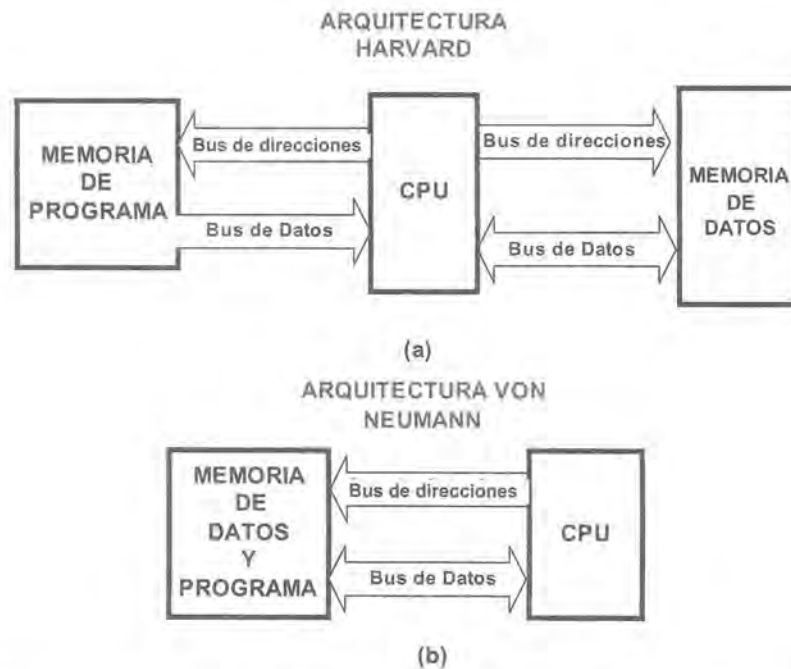 ARQUITECTURA
HARVARD
MEMORIA
DE
PROGRAMA
Bus de direcciones
Bus de Datos
CPU
Bus de direcciones
Bus de Datos
MEMORIA
DE
DATOS
(a)
ARQUITECTURA VON
NEUMANN
MEMORIA
DE
DATOS
Y
PROGRAMA
Bus de direcciones
Bus de Datos
CPU
(b)